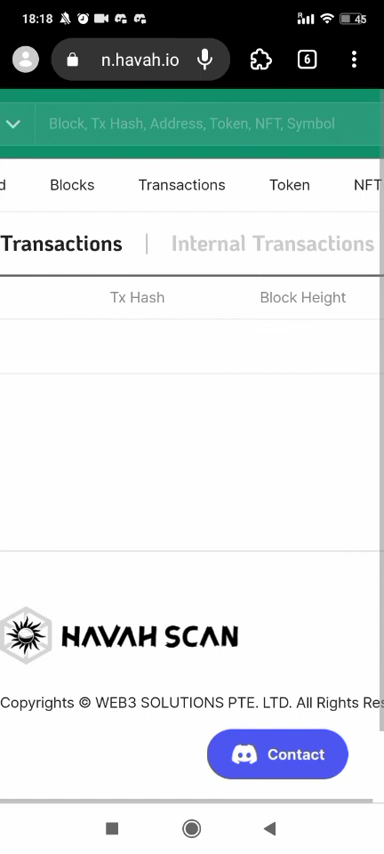 18:18 45
n.havah.io 6
Block, Tx Hash, Address, Token, NFT, Symbol
d Blocks Transactions Token NFT
Transactions | Internal Transactions
Tx Hash Block Height
HAVAH SCAN
Copyrights © WEB3 SOLUTIONS PTE. LTD. All Rights Res
Contact